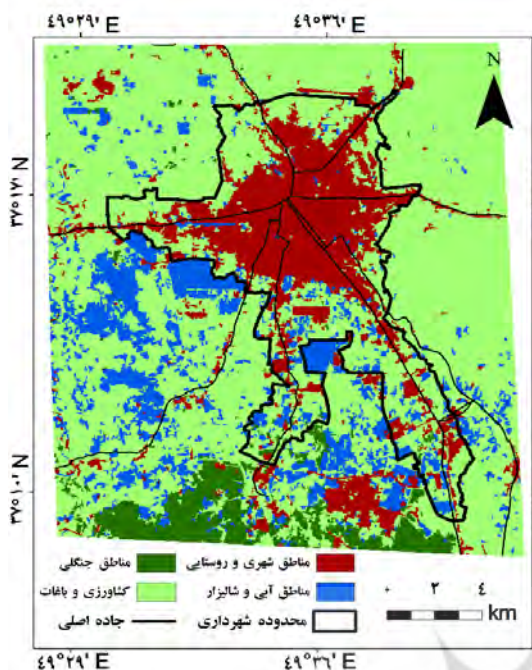 ۴۹°۲۹′ E ۴۹°۳۶′ E
N
۳۷°۱۷′ N
۳۷°۱۰′ N
مناطق شهری و روستایی مناطق جنگلی
مناطق آبی و شالیزار کشاورزی و باغات
محدوده شهرداری جاده اصلی
۰ ۲ ۴
km
۴۹°۲۹′ E ۴۹°۳۶′ E